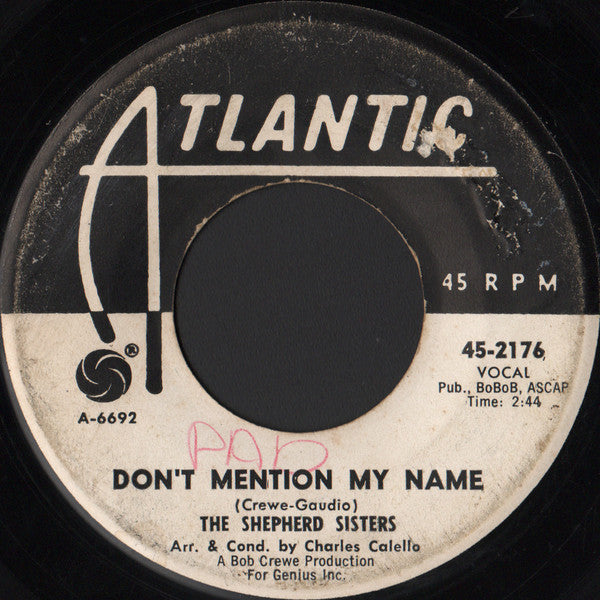 ATLANTIC
45 RPM
®
45-2176
VOCAL
Pub., BoBoB, ASCAP
Time: 2:44
A-6692
PAD
DON'T MENTION MY NAME
(Crewe-Gaudio)
THE SHEPHERD SISTERS
Arr. & Cond. by Charles Calello
A Bob Crewe Production
For Genius Inc.